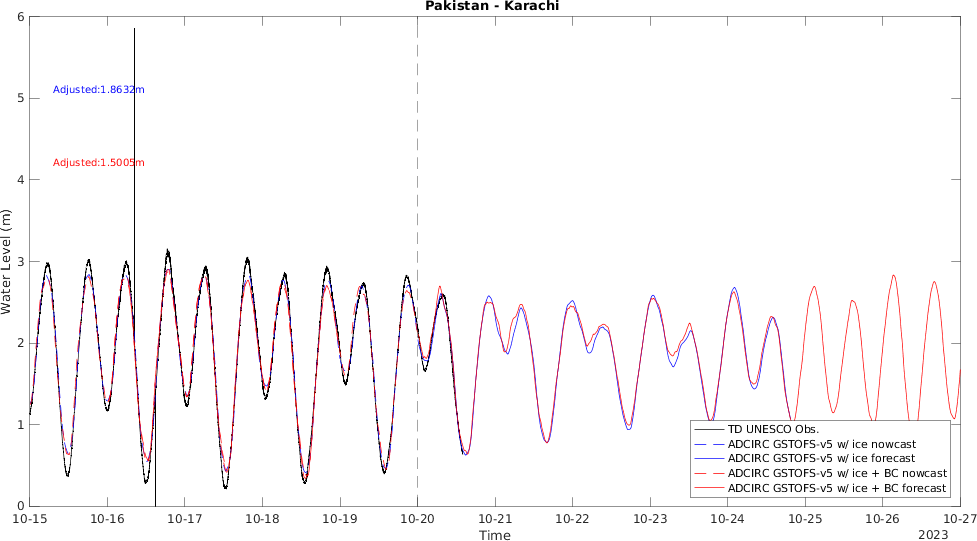 Pakistan - Karachi
6
5
4
3
2
1
0
Water Level (m)
Adjusted:1.8632m
Adjusted:1.5005m
TD UNESCO Obs.
ADCIRC GSTOFS-v5 w/ ice nowcast
ADCIRC GSTOFS-v5 w/ ice forecast
ADCIRC GSTOFS-v5 w/ ice + BC nowcast
ADCIRC GSTOFS-v5 w/ ice + BC forecast
10-15 10-16 10-17 10-18 10-19 10-20 10-21 10-22 10-23 10-24 10-25 10-26 10-27
Time
2023